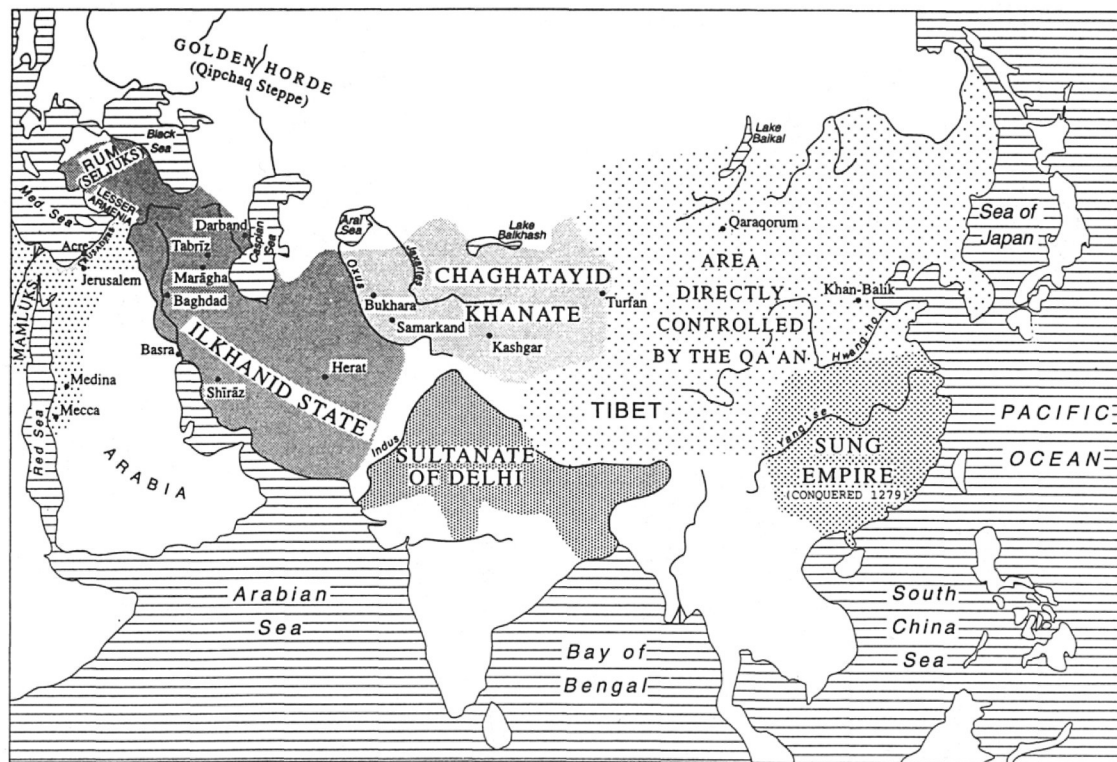 GOLDEN HORDE
(Qipchaq Steppe)
Black
Sea
RŪM
(SELJUKS)
LESSER
ARMENIA
Med. Sea
Acre
CRUSADERS
Jerusalem
MAMLUKS
Darband
Tabrīz
Marāgha
Baghdad
Caspian
Sea
Basra
Shīrāz
Herat
ILKHANID STATE
Medina
Mecca
Red Sea
ARABIA
Aral
Sea
Oxus
Jaxartes
Lake
Balkhash
CHAGHATAYID
KHANATE
Bukhara
Samarkand
Kashgar
Turfan
Lake
Baikal
Qaraqorum
AREA
DIRECTLY
CONTROLLED
BY THE QA'AN
Khan-Balik
Hwang-ho
TIBET
Indus
SULTANATE
OF DELHI
Yangtse
SUNG
EMPIRE
(CONQUERED 1279)
Sea of
Japan
PACIFIC
OCEAN
Arabian
Sea
Bay of
Bengal
South
China
Sea